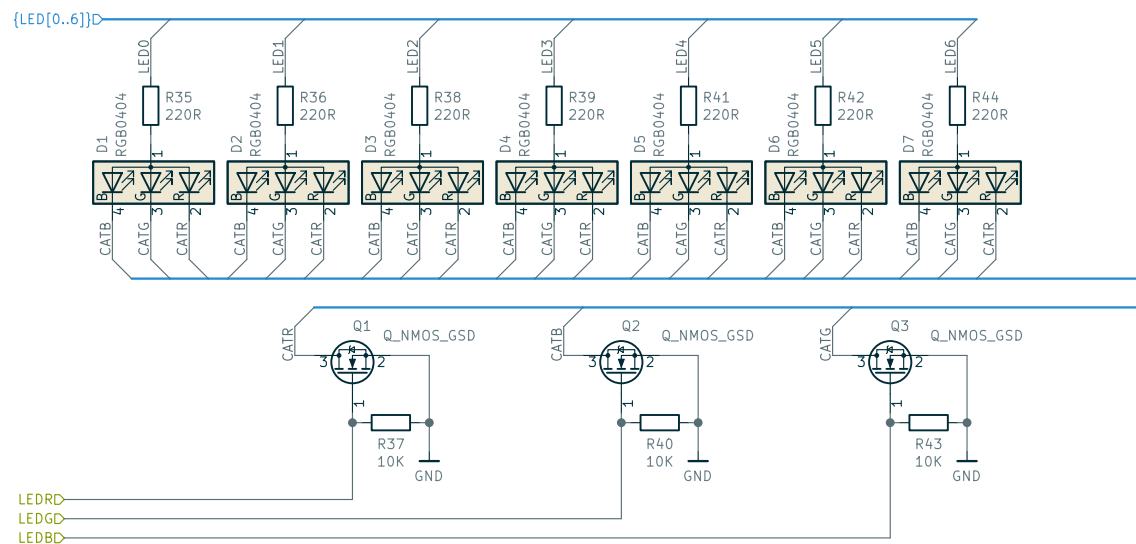 {LED[0..6]}
LED0 LED1 LED2 LED3 LED4 LED5 LED6
R35 R36 R38 R39 R41 R42 R44
220R 220R 220R 220R 220R 220R 220R
D1 D2 D3 D4 D5 D6 D7
RGB0404 RGB0404 RGB0404 RGB0404 RGB0404 RGB0404 RGB0404
1 1 1 1 1 1 1
B G R B G R B G R B G R B G R B G R B G R
4 3 2 4 3 2 4 3 2 4 3 2 4 3 2 4 3 2 4 3 2
CATB CATG CATR CATB CATG CATR CATB CATG CATR CATB CATG CATR CATB CATG CATR CATB CATG CATR CATB CATG CATR
Q1 Q2 Q3
Q_NMOS_GSD Q_NMOS_GSD Q_NMOS_GSD
CATR CATB CATG
3 2 3 2 3 2
1 1 1
R37 R40 R43
10K 10K 10K
GND GND GND
LEDR
LEDG
LEDB